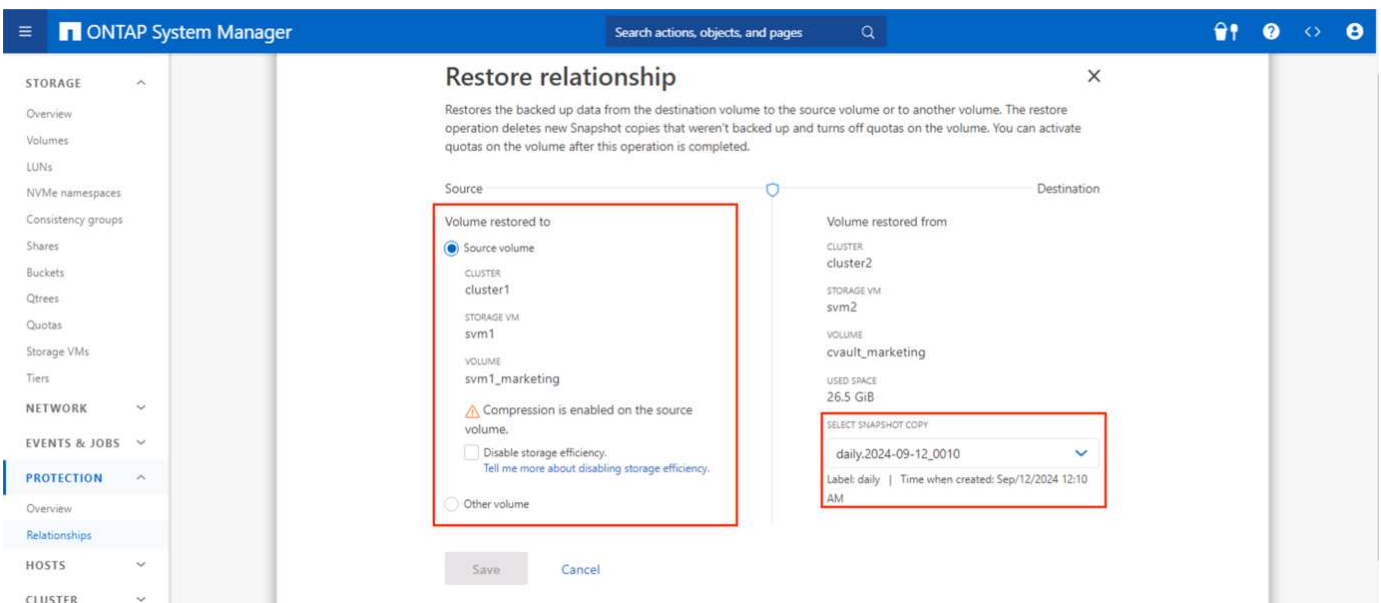 ONTAP System Manager
Search actions, objects, and pages
STORAGE
Overview
Volumes
LUNs
NVMe namespaces
Consistency groups
Shares
Buckets
Qtrees
Quotas
Storage VMs
Tiers
NETWORK
EVENTS & JOBS
PROTECTION
Overview
Relationships
HOSTS
CLUSTER
Restore relationship
Restores the backed up data from the destination volume to the source volume or to another volume. The restore
operation deletes new Snapshot copies that weren't backed up and turns off quotas on the volume. You can activate
quotas on the volume after this operation is completed.
Source
Destination
Volume restored to
Source volume
CLUSTER
cluster1
STORAGE VM
svm1
VOLUME
svm1_marketing
Compression is enabled on the source
volume.
Disable storage efficiency.
Tell me more about disabling storage efficiency.
Other volume
Volume restored from
CLUSTER
cluster2
STORAGE VM
svm2
VOLUME
cvault_marketing
USED SPACE
26.5 GiB
SELECT SNAPSHOT COPY
daily.2024-09-12_0010
Label: daily | Time when created: Sep/12/2024 12:10
AM
Save
Cancel